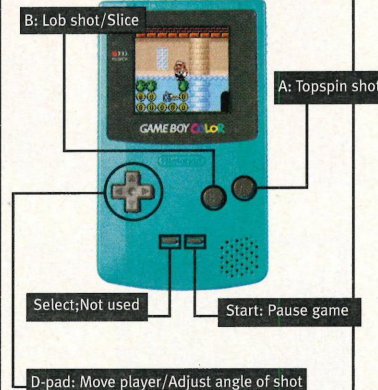 B: Lob shot/Slice
A: Topspin shot
GAME BOY COLOR
Nintendo
Select;Not used
Start: Pause game
D-pad: Move player/Adjust angle of shot